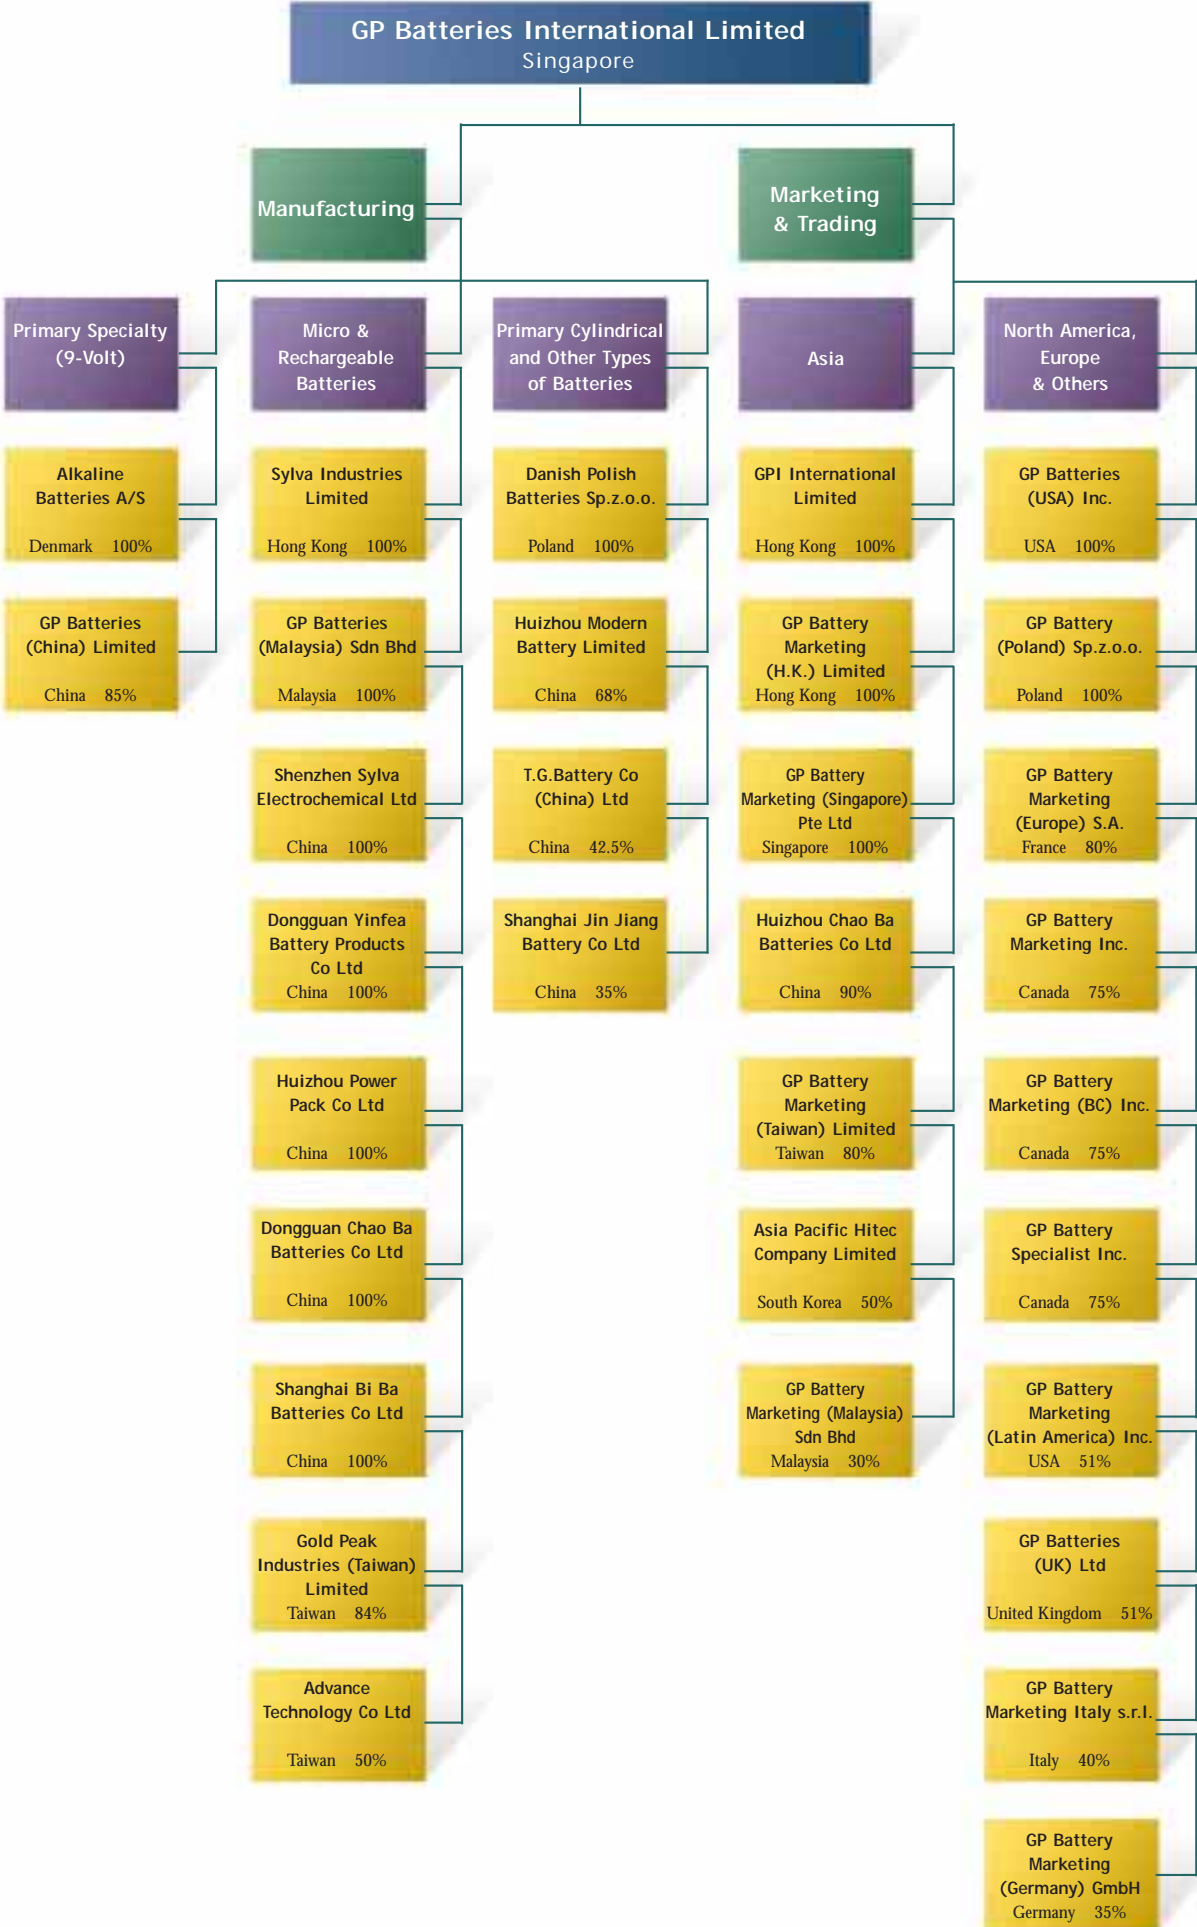 GP Batteries International Limited
Singapore
Manufacturing
Marketing
& Trading
Primary Specialty
(9-Volt)
Micro &
Rechargeable
Batteries
Primary Cylindrical
and Other Types
of Batteries
Asia
North America,
Europe
& Others
Alkaline
Batteries A/S
Denmark 100%
GP Batteries
(China) Limited
China 85%
Sylva Industries
Limited
Hong Kong 100%
GP Batteries
(Malaysia) Sdn Bhd
Malaysia 100%
Shenzhen Sylva
Electrochemical Ltd
China 100%
Dongguan Yinfea
Battery Products
Co Ltd
China 100%
Huizhou Power
Pack Co Ltd
China 100%
Dongguan Chao Ba
Batteries Co Ltd
China 100%
Shanghai Bi Ba
Batteries Co Ltd
China 100%
Gold Peak
Industries (Taiwan)
Limited
Taiwan 84%
Advance
Technology Co Ltd
Taiwan 50%
Danish Polish
Batteries Sp.z.o.o.
Poland 100%
Huizhou Modern
Battery Limited
China 68%
T.G.Battery Co
(China) Ltd
China 42.5%
Shanghai Jin Jiang
Battery Co Ltd
China 35%
GPI International
Limited
Hong Kong 100%
GP Battery
Marketing
(H.K.) Limited
Hong Kong 100%
GP Battery
Marketing (Singapore)
Pte Ltd
Singapore 100%
Huizhou Chao Ba
Batteries Co Ltd
China 90%
GP Battery
Marketing
(Taiwan) Limited
Taiwan 80%
Asia Pacific Hitec
Company Limited
South Korea 50%
GP Battery
Marketing (Malaysia)
Sdn Bhd
Malaysia 30%
GP Batteries
(USA) Inc.
USA 100%
GP Battery
(Poland) Sp.z.o.o.
Poland 100%
GP Battery
Marketing
(Europe) S.A.
France 80%
GP Battery
Marketing Inc.
Canada 75%
GP Battery
Marketing (BC) Inc.
Canada 75%
GP Battery
Specialist Inc.
Canada 75%
GP Battery
Marketing
(Latin America) Inc.
USA 51%
GP Batteries
(UK) Ltd
United Kingdom 51%
GP Battery
Marketing Italy s.r.l.
Italy 40%
GP Battery
Marketing
(Germany) GmbH
Germany 35%